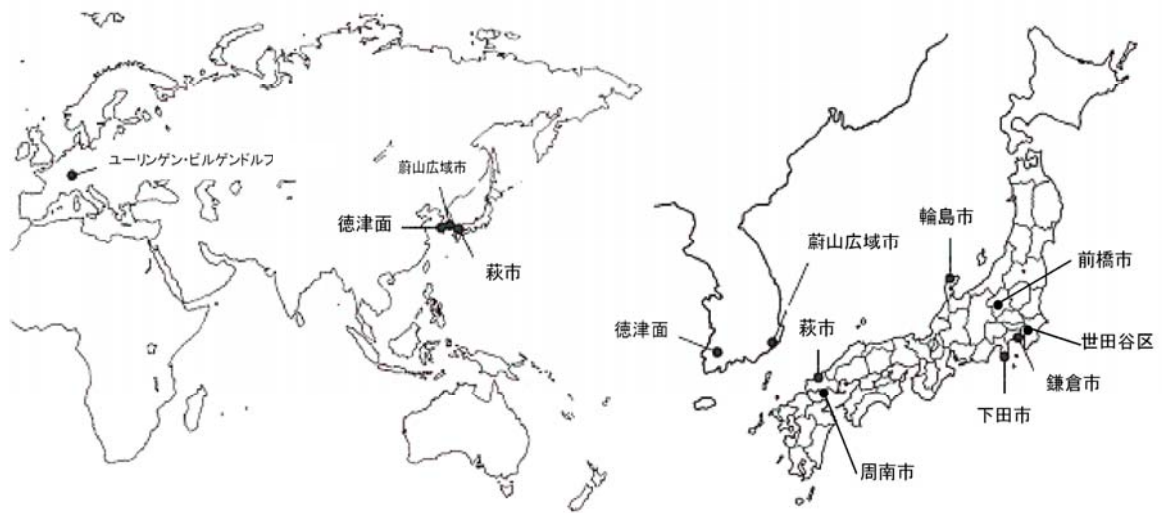 ユーリンゲン・ビルゲンドルフ
蔚山広域市
徳津面
萩市
輪島市
蔚山広域市
前橋市
徳津面
萩市
世田谷区
鎌倉市
下田市
周南市